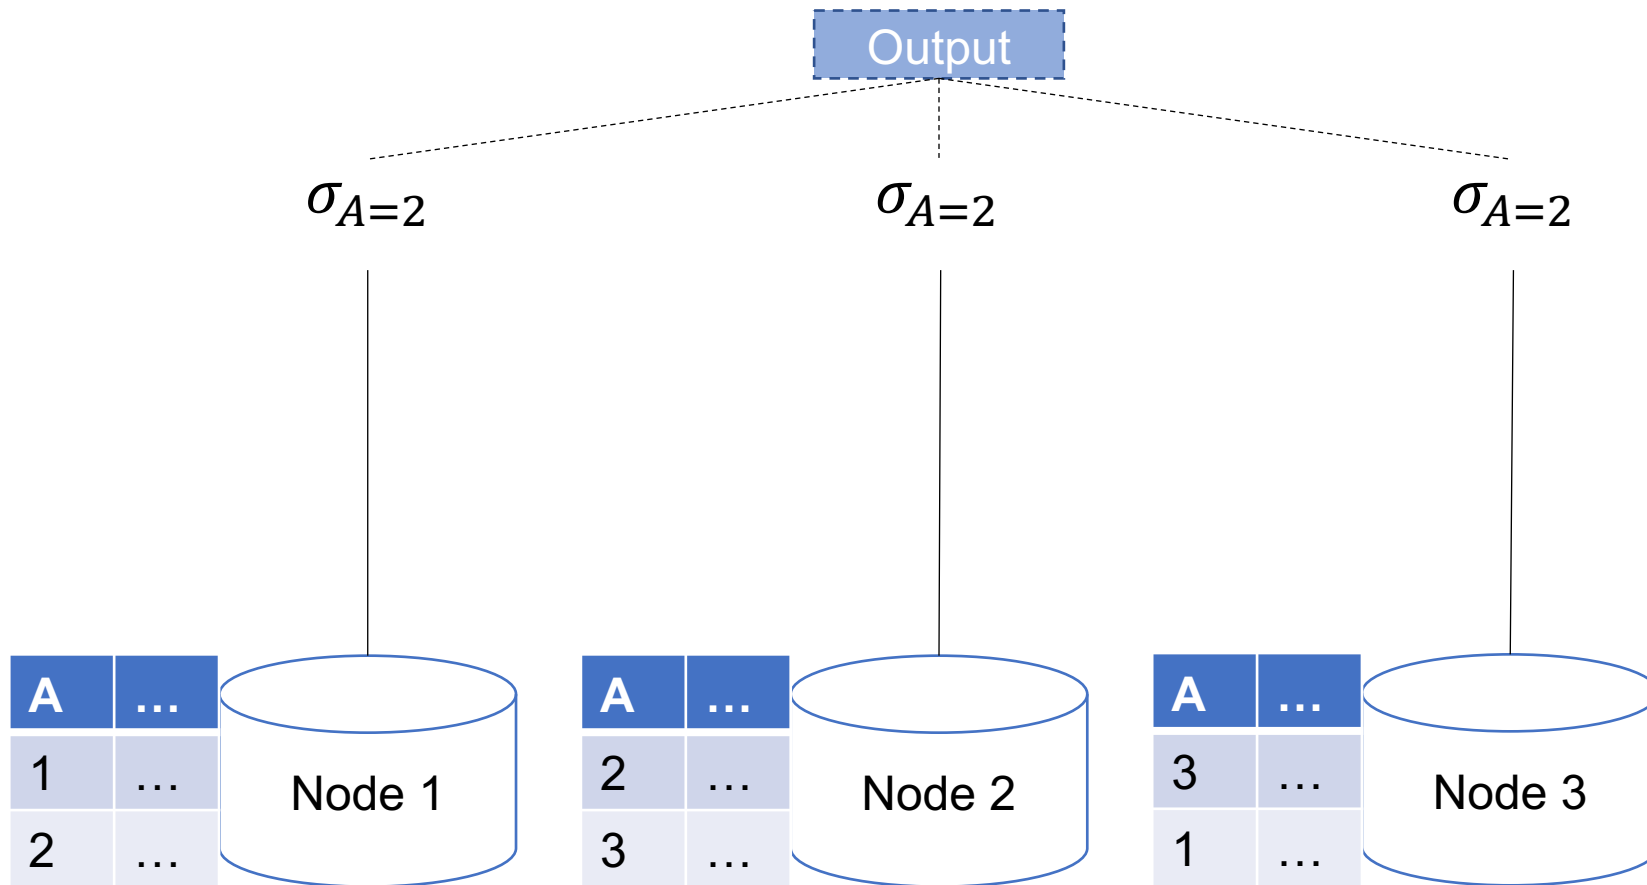 Output
σA=2 σA=2 σA=2
A … A … A …
1 … Node 1 2 … Node 2 3 … Node 3
2 … 3 … 1 …